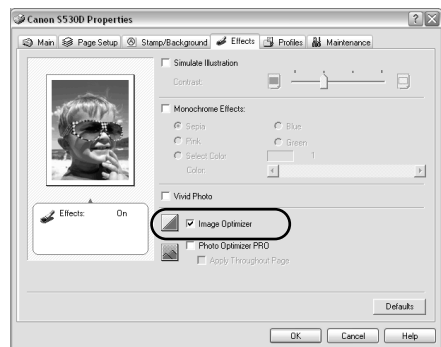 Canon S530D Properties
Main Page Setup Stamp/Background Effects Profiles Maintenance
Simulate Illustration
Contrast:
Monochrome Effects:
Sepia Blue
Pink Green
Select Color 1
Color
Vivid Photo
Effects: On
Image Optimizer
Photo Optimizer PRO
Apply Throughout Page
Defaults
OK Cancel Help